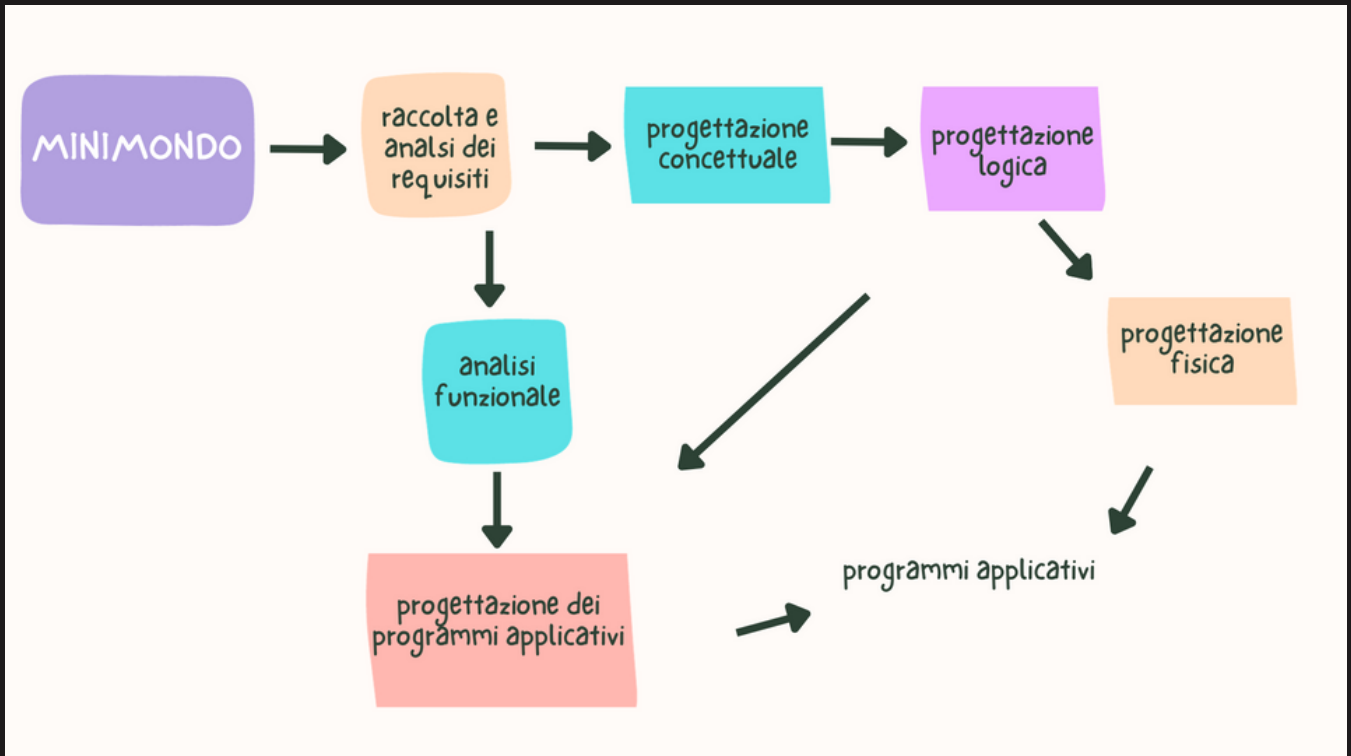 MINIMONDO
raccolta e
analsi dei
requisiti
progettazione
concettuale
progettazione
logica
progettazione
fisica
analisi
funzionale
progettazione dei
programmi applicativi
programmi applicativi